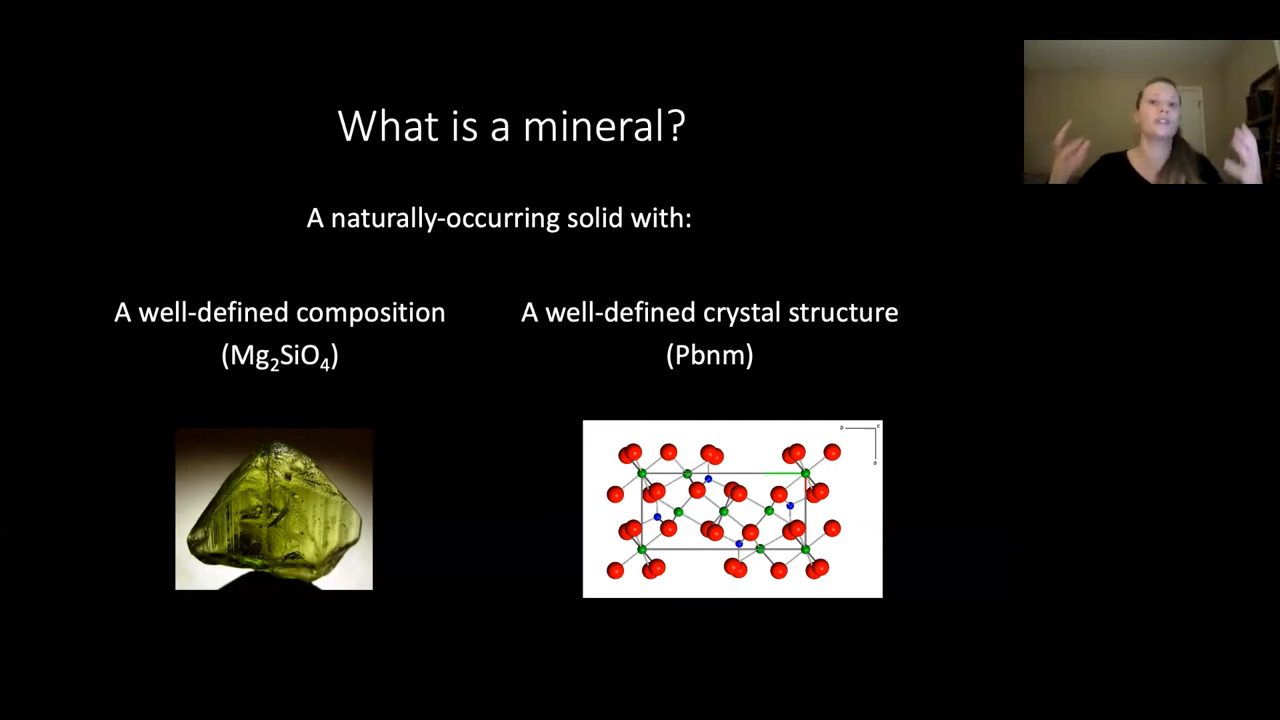 What is a mineral?
A naturally-occurring solid with:
A well-defined composition
(Mg₂SiO₄)
A well-defined crystal structure
(Pbnm)
b
c
a